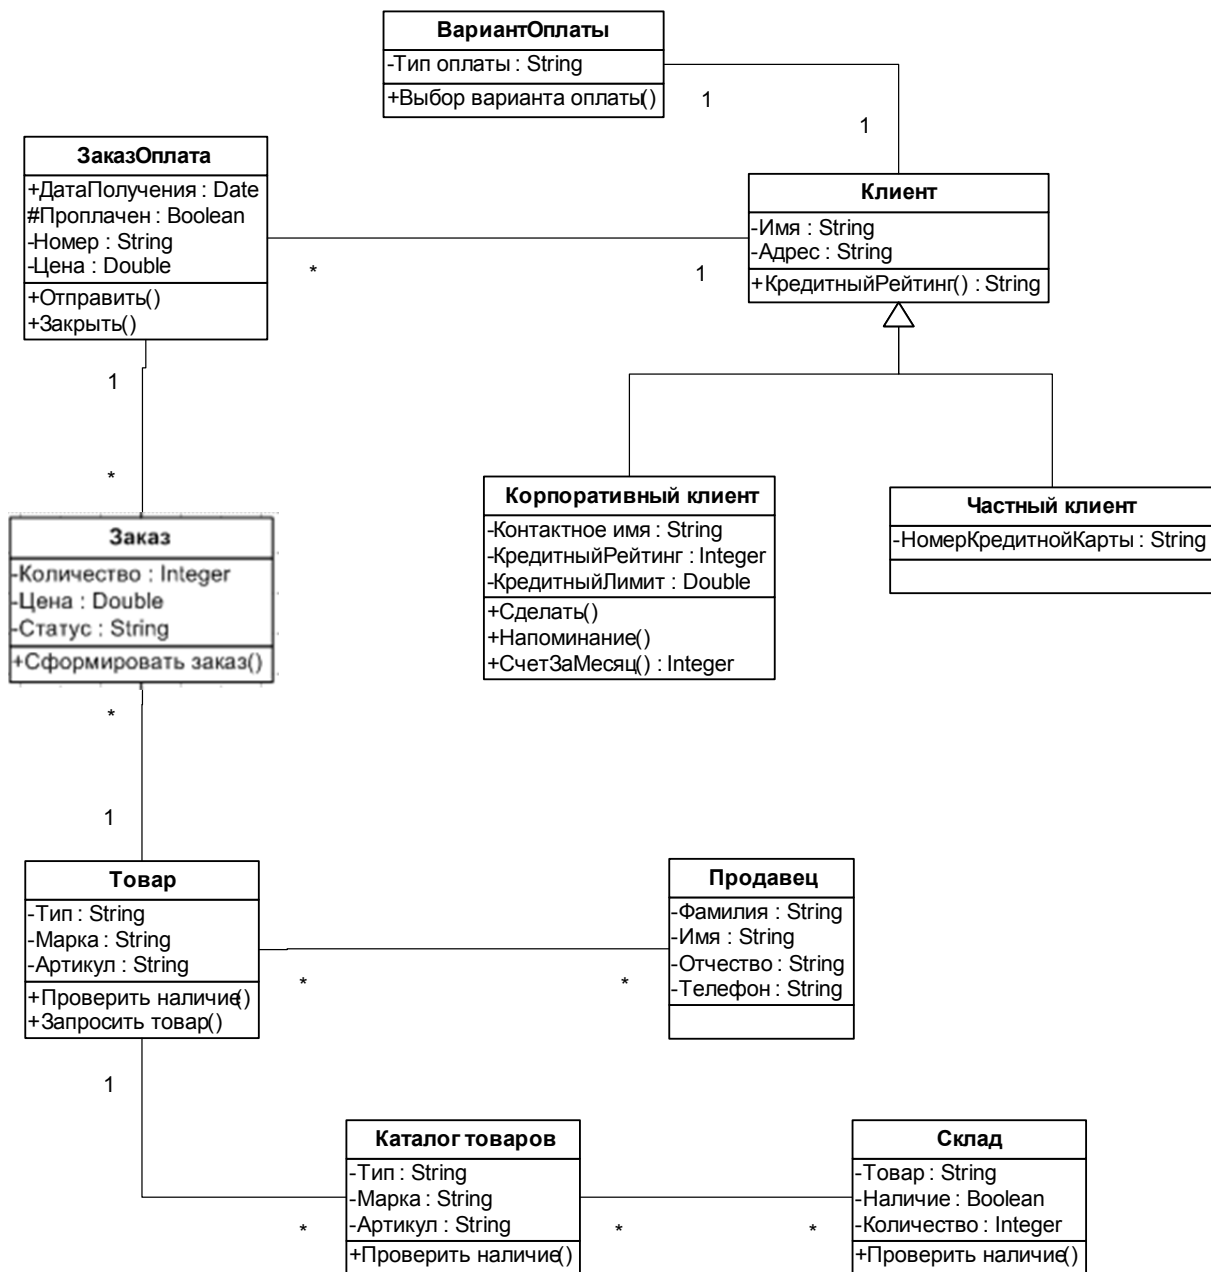 ВариантОплаты
-Тип оплаты : String
+Выбор варианта оплаты()
1
1
ЗаказОплата
+ДатаПолучения : Date
#Проплачен : Boolean
-Номер : String
-Цена : Double
+Отправить()
+Закрыть()
Клиент
-Имя : String
-Адрес : String
+КредитныйРейтинг() : String
*
1
1
*
Корпоративный клиент
-Контактное имя : String
-КредитныйРейтинг : Integer
-КредитныйЛимит : Double
+Сделать()
+Напоминание()
+СчетЗаМесяц() : Integer
Частный клиент
-НомерКредитнойКарты : String
Заказ
-Количество : Integer
-Цена : Double
-Статус : String
+Сформировать заказ()
*
1
Товар
-Тип : String
-Марка : String
-Артикул : String
+Проверить наличие()
+Запросить товар()
Продавец
-Фамилия : String
-Имя : String
-Отчество : String
-Телефон : String
*
*
1
Каталог товаров
-Тип : String
-Марка : String
-Артикул : String
+Проверить наличие()
Склад
-Товар : String
-Наличие : Boolean
-Количество : Integer
+Проверить наличие()
*
*
*